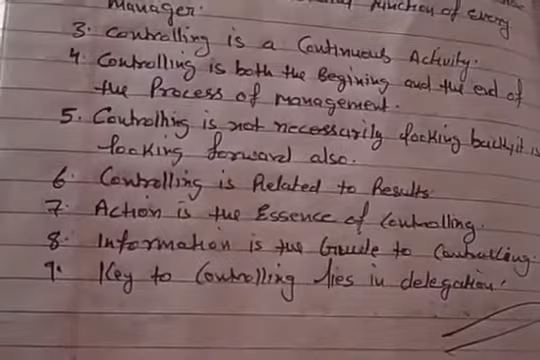 function of every
Manager.
3. Controlling is a Continuous Activity.
4. Controlling is both the Begining and the end of
the Process of management.
5. Controlling is not necessarily looking back, it is
looking forward also.
6. Controlling is Related to Results.
7. Action is the Essence of Controlling.
8. Information is the Guide to Controlling.
9. Key to Controlling lies in delegation.